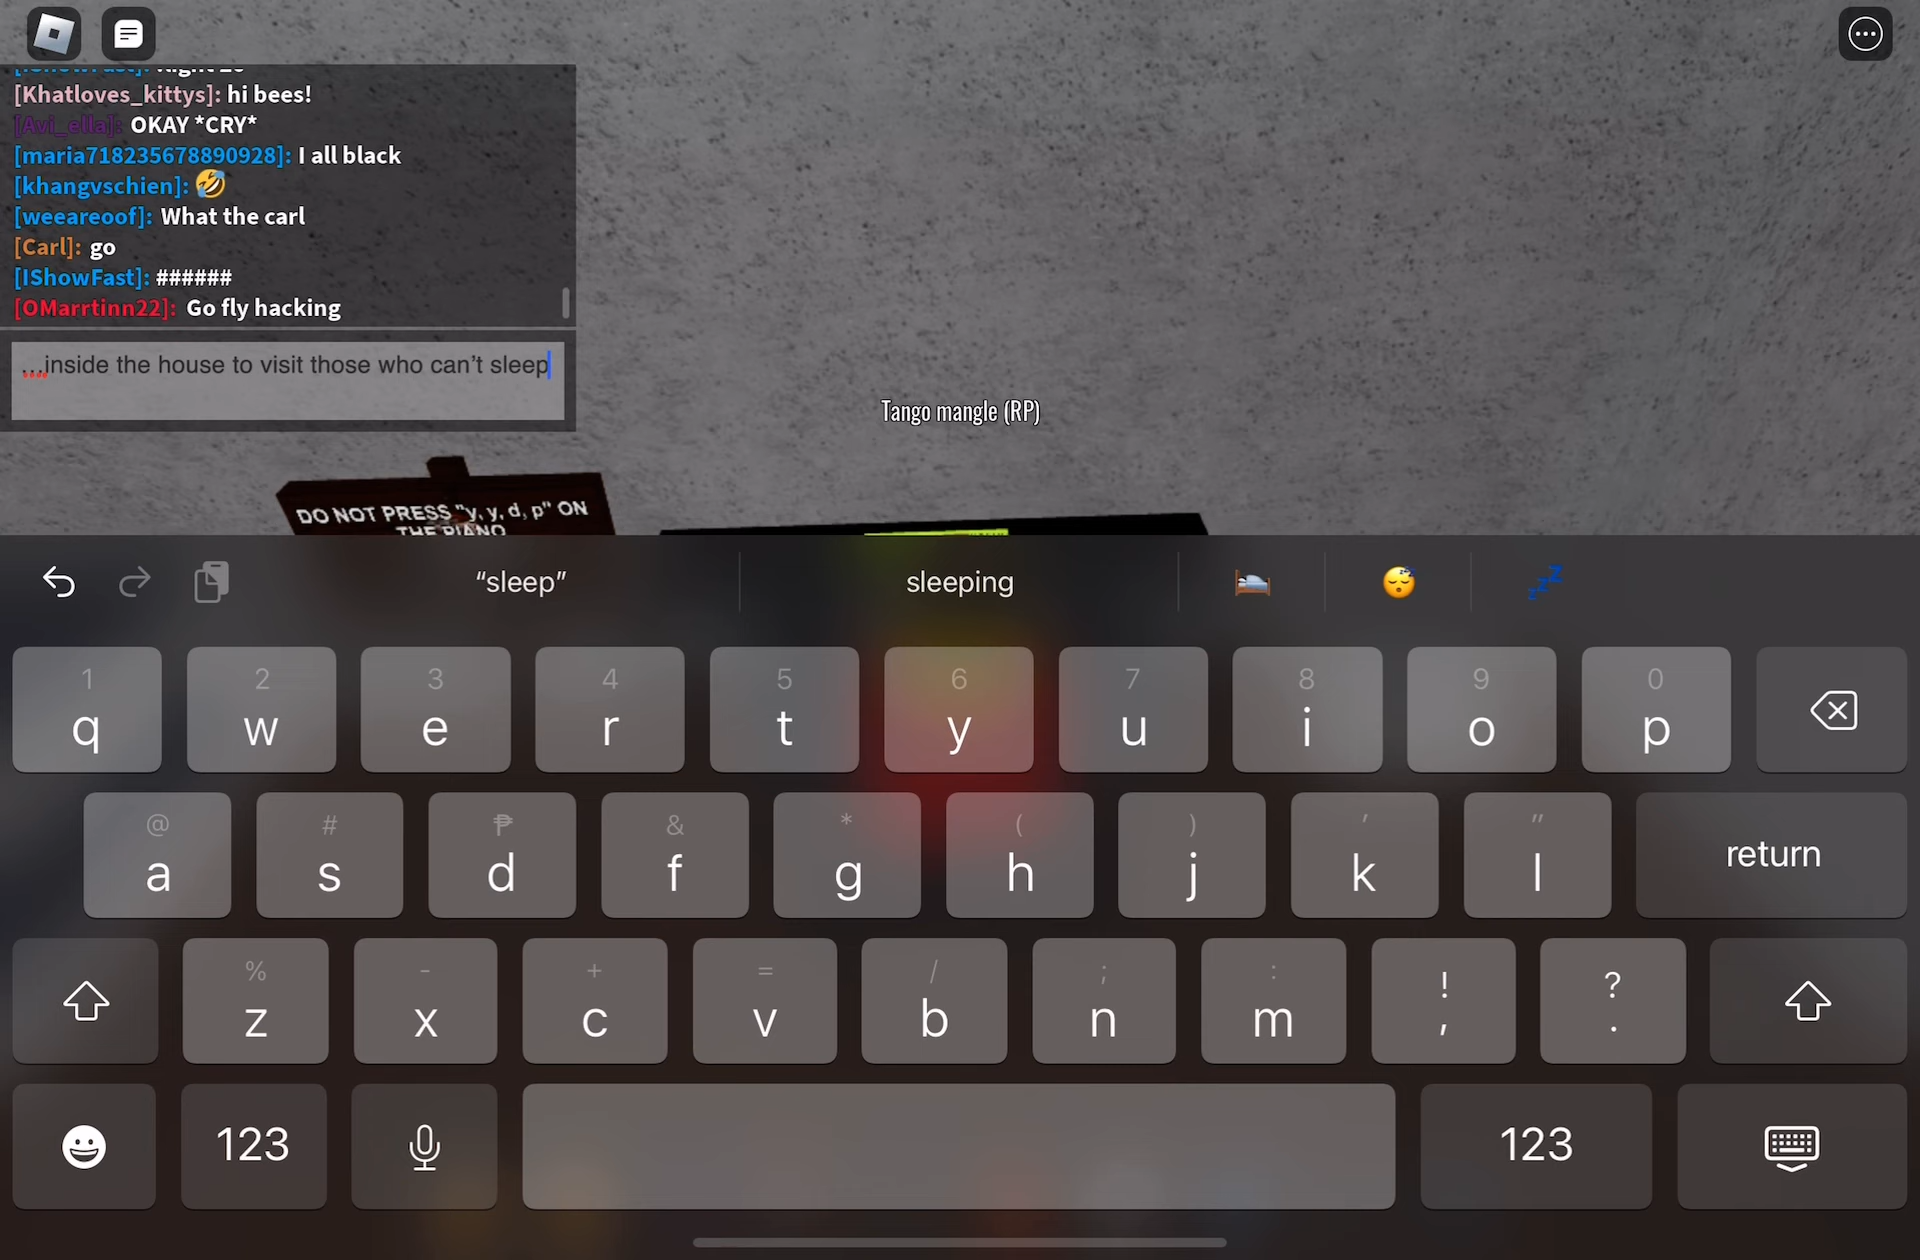 [Khatloves_kittys]: hi bees!
[Avi_ella]: OKAY *CRY*
[maria718235678890928]: I all black
[khangvschien]: 🤣
[weeareoof]: What the carl
[Carl]: go
[IShowFast]: ######
[OMarrtinn22]: Go fly hacking
...inside the house to visit those who can't sleep
Tango mangle (RP)
DO NOT PRESS "y, y, d, p" ON
THE PIANO
“sleep” sleeping 🛌 😴 💤
1 2 3 4 5 6 7 8 9 0
q w e r t y u i o p
@ # ₱ & * ( ) ' "
a s d f g h j k l return
% - + = / ; : ! ?
z x c v b n m , .
123 123